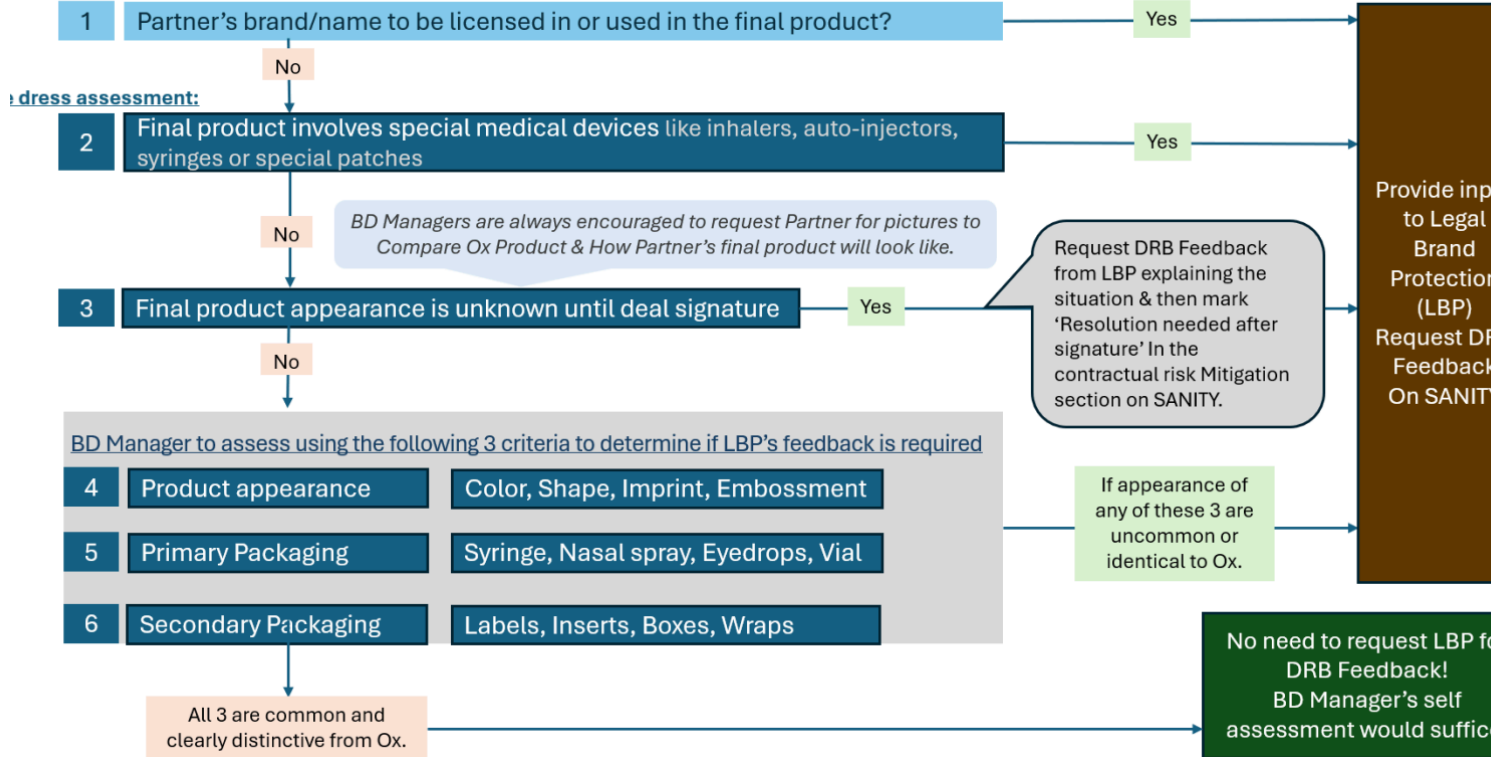 1
Partner's brand/name to be licensed in or used in the final product?
Yes
No
dress assessment:
2
Final product involves special medical devices like inhalers, auto-injectors,
syringes or special patches
Yes
No
BD Managers are always encouraged to request Partner for pictures to
Compare Ox Product & How Partner's final product will look like.
3
Final product appearance is unknown until deal signature
Yes
Request DRB Feedback
from LBP explaining the
situation & then mark
'Resolution needed after
signature' In the
contractual risk Mitigation
section on SANITY.
No
Provide
to Legal
Brand
Protection
(LBP)
Request
Feedback
On SANITY
BD Manager to assess using the following 3 criteria to determine if LBP's feedback is required
4
Product appearance
Color, Shape, Imprint, Embossment
5
Primary Packaging
Syringe, Nasal spray, Eyedrops, Vial
6
Secondary Packaging
Labels, Inserts, Boxes, Wraps
If appearance of
any of these 3 are
uncommon or
identical to Ox.
All 3 are common and
clearly distinctive from Ox.
No need to request LBP
DRB Feedback!
BD Manager's self
assessment would suffice